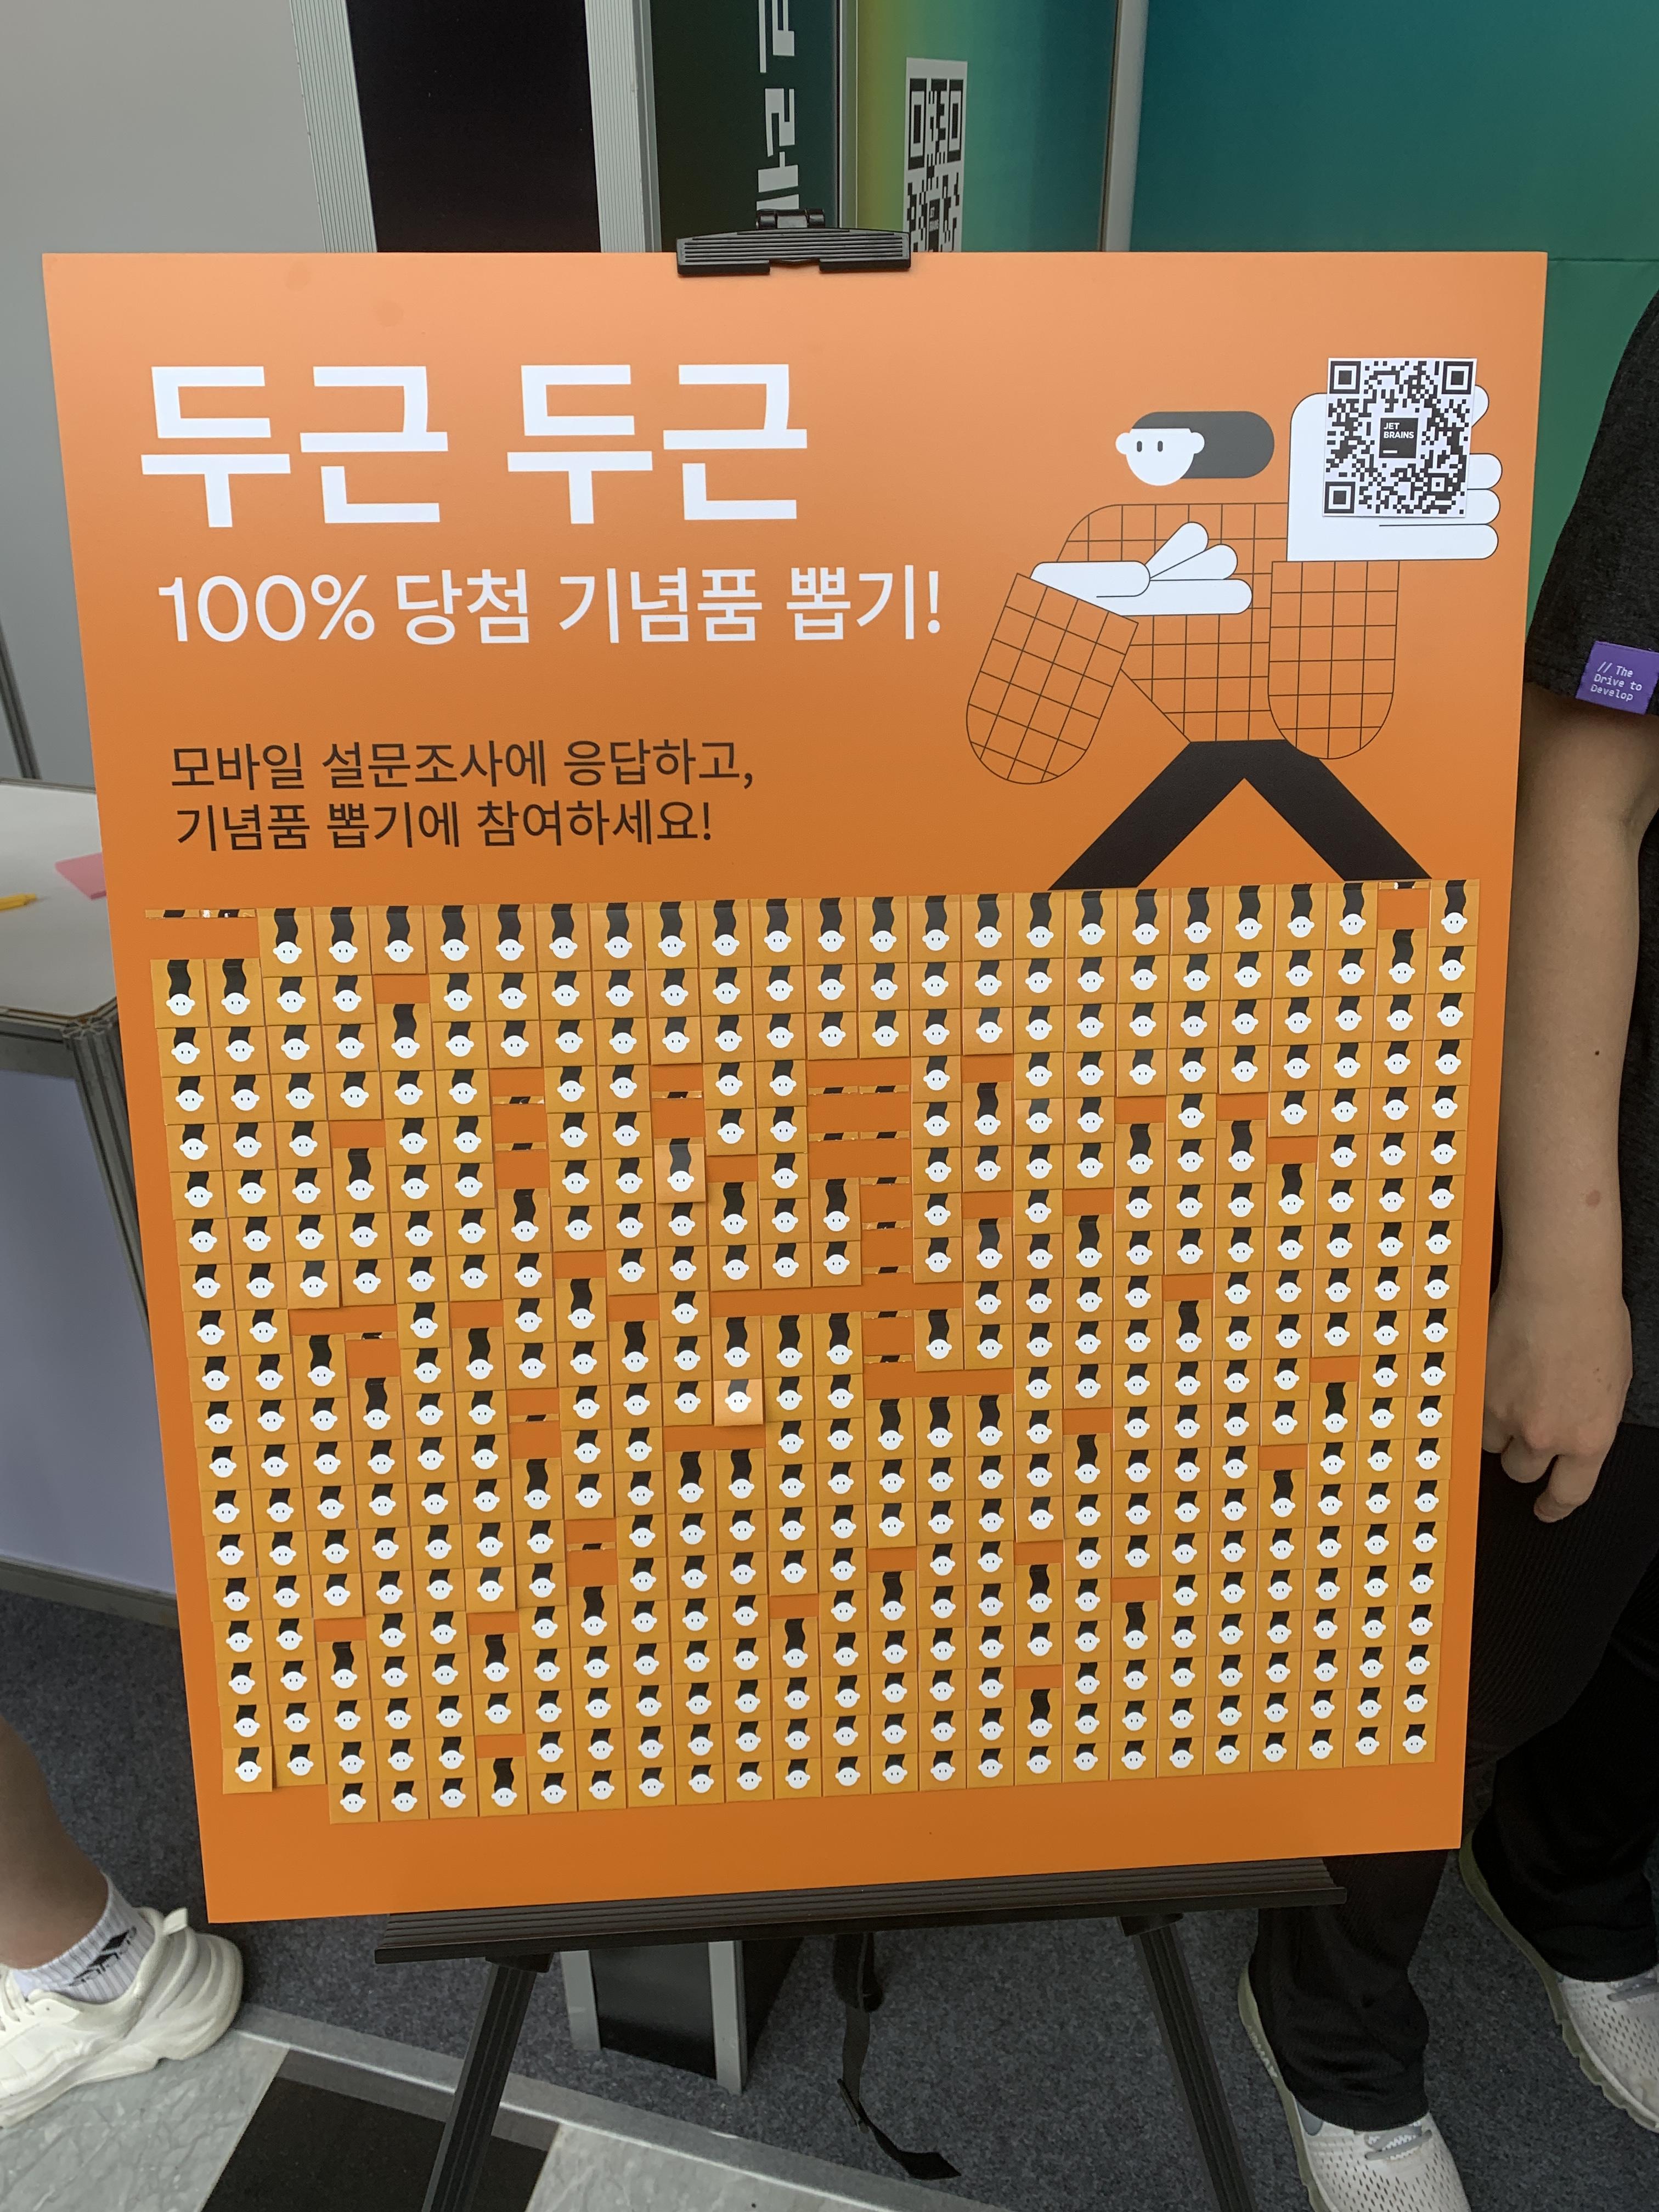 두근 두근
100% 당첨 기념품 뽑기!
JET
BRAINS
모바일 설문조사에 응답하고,
기념품 뽑기에 참여하세요!
// The
Drive to
Develop